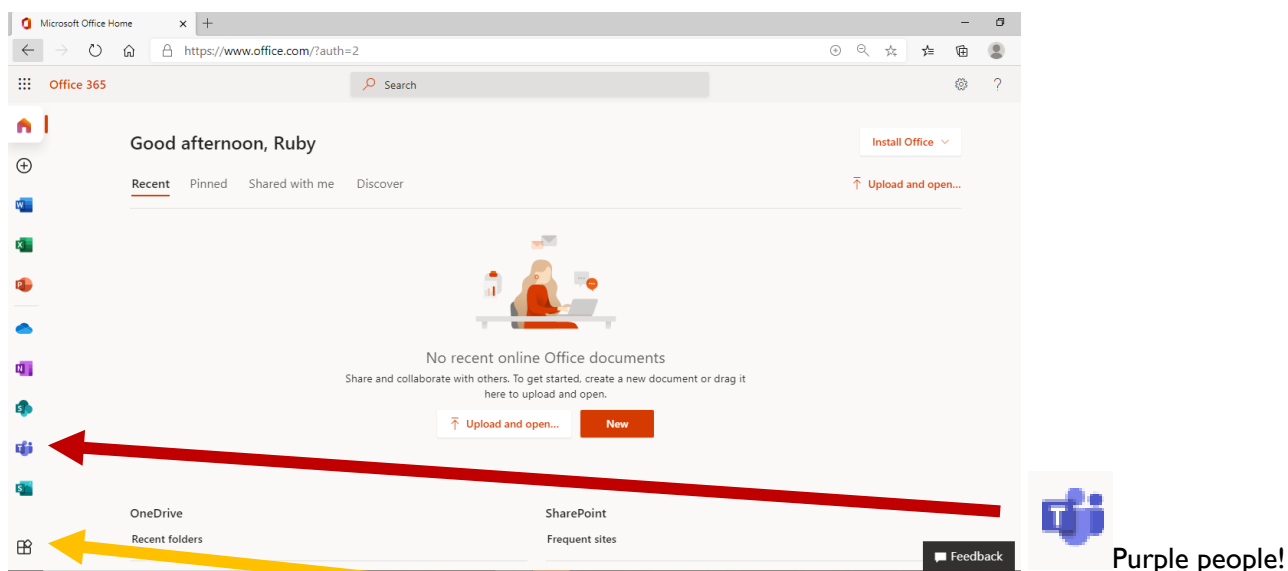 Microsoft Office Home
https://www.office.com/?auth=2
Office 365
Search
?
Good afternoon, Ruby
Install Office
Recent Pinned Shared with me Discover
Upload and open...
No recent online Office documents
Share and collaborate with others. To get started, create a new document or drag it
here to upload and open.
Upload and open... New
OneDrive SharePoint
Recent folders Frequent sites
Feedback
Purple people!